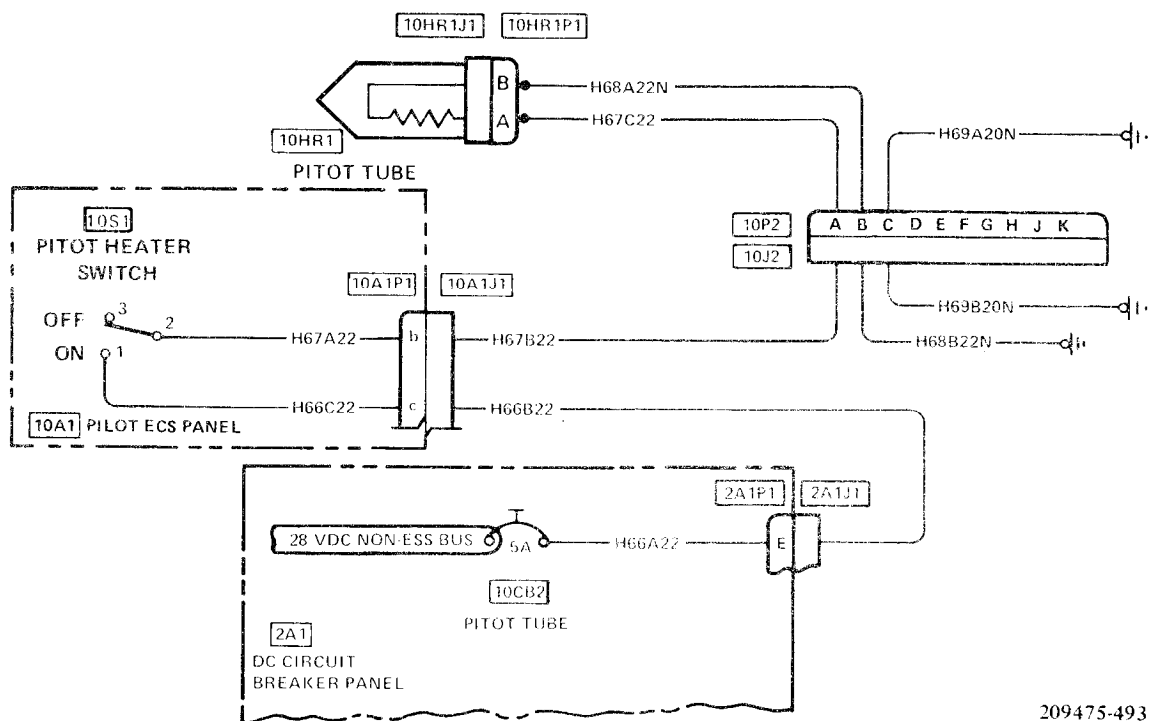 10HR1J1 10HR1P1
B
H68A22N
A
H67C22
10HR1
PITOT TUBE
H69A20N
10S1
PITOT HEATER
SWITCH
10P2 A B C D E F G H J K
10J2
10A1P1 10A1J1
OFF 3 2
H67A22 b H67B22
ON 1
H69B20N
H68B22N
H66C22 c H66B22
10A1 PILOT ECS PANEL
2A1P1 2A1J1
28 VDC NON-ESS BUS 5A H66A22 E
10CB2
PITOT TUBE
2A1
DC CIRCUIT
BREAKER PANEL
209475-493